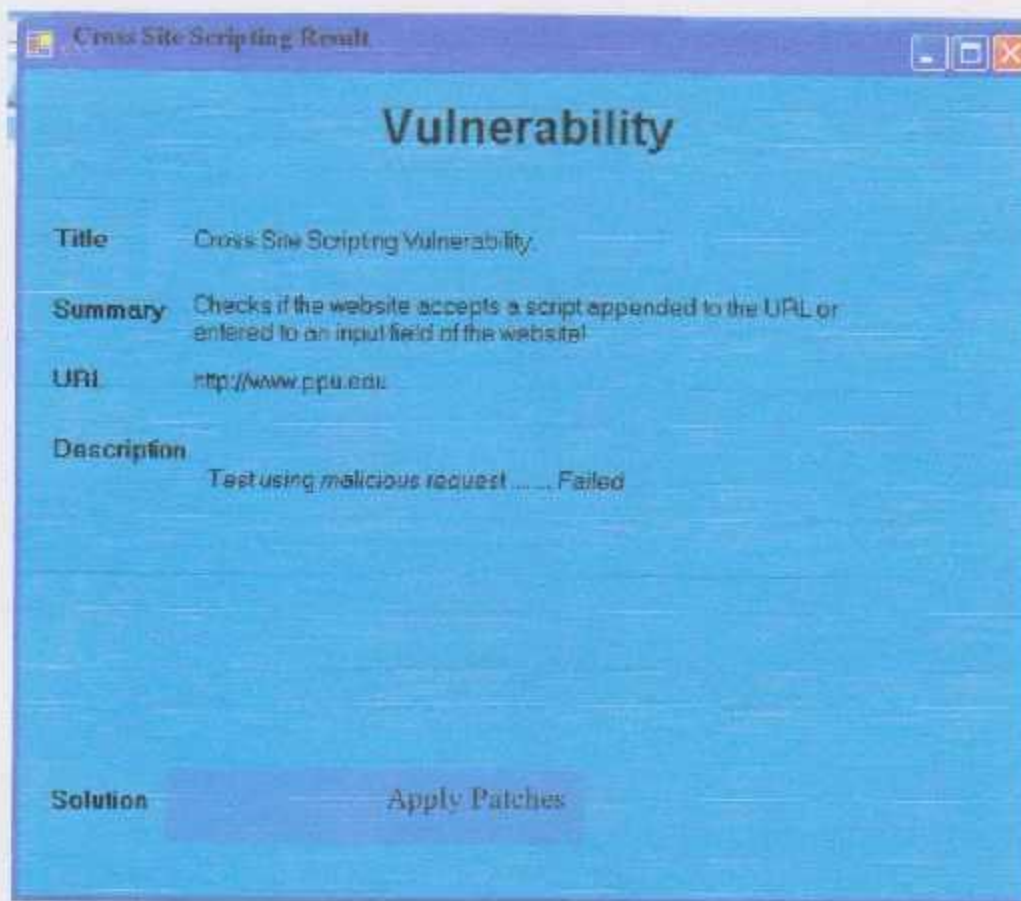 Cross Site Scripting Result
Vulnerability
Title Cross Site Scripting Vulnerability.
Summary Checks if the website accepts a script appended to the URL or
entered to an input field of the website!
URL http://www.ppu.edu
Description
Test using malicious request ...... Failed
Solution Apply Patches